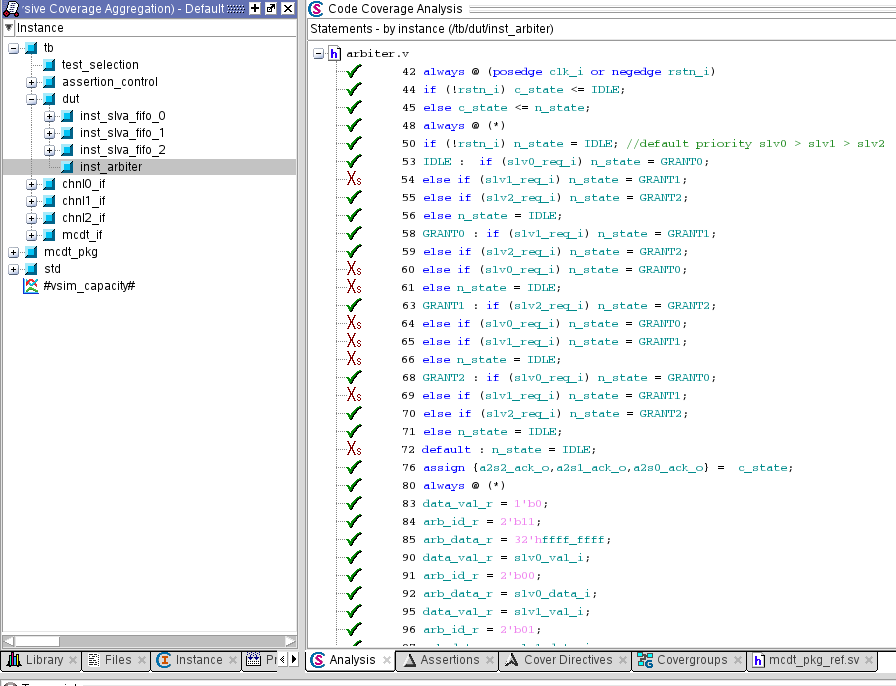 'sive Coverage Aggregation) - Default
Instance
tb
test_selection
assertion_control
dut
inst_slva_fifo_0
inst_slva_fifo_1
inst_slva_fifo_2
inst_arbiter
chnl0_if
chnl1_if
chnl2_if
mcdt_if
mcdt_pkg
std
#vsim_capacity#
Library
Files
Instance
Code Coverage Analysis
Statements - by instance (/tb/dut/inst_arbiter)
arbiter.v
42 always @ (posedge clk_i or negedge rstn_i)
44 if (!rstn_i) c_state <= IDLE;
45 else c_state <= n_state;
48 always @ (*)
50 if (!rstn_i) n_state = IDLE; //default priority slv0 > slv1 > slv2
53 IDLE : if (slv0_req_i) n_state = GRANT0;
54 else if (slv1_req_i) n_state = GRANT1;
55 else if (slv2_req_i) n_state = GRANT2;
56 else n_state = IDLE;
58 GRANT0 : if (slv1_req_i) n_state = GRANT1;
59 else if (slv2_req_i) n_state = GRANT2;
60 else if (slv0_req_i) n_state = GRANT0;
61 else n_state = IDLE;
63 GRANT1 : if (slv2_req_i) n_state = GRANT2;
64 else if (slv0_req_i) n_state = GRANT0;
65 else if (slv1_req_i) n_state = GRANT1;
66 else n_state = IDLE;
68 GRANT2 : if (slv0_req_i) n_state = GRANT0;
69 else if (slv1_req_i) n_state = GRANT1;
70 else if (slv2_req_i) n_state = GRANT2;
71 else n_state = IDLE;
72 default : n_state = IDLE;
76 assign {a2s2_ack_o,a2s1_ack_o,a2s0_ack_o} = c_state;
80 always @ (*)
83 data_val_r = 1'b0;
84 arb_id_r = 2'b11;
85 arb_data_r = 32'hffff_ffff;
90 data_val_r = slv0_val_i;
91 arb_id_r = 2'b00;
92 arb_data_r = slv0_data_i;
95 data_val_r = slv1_val_i;
96 arb_id_r = 2'b01;
Analysis
Assertions
Cover Directives
Covergroups
mcdt_pkg_ref.sv